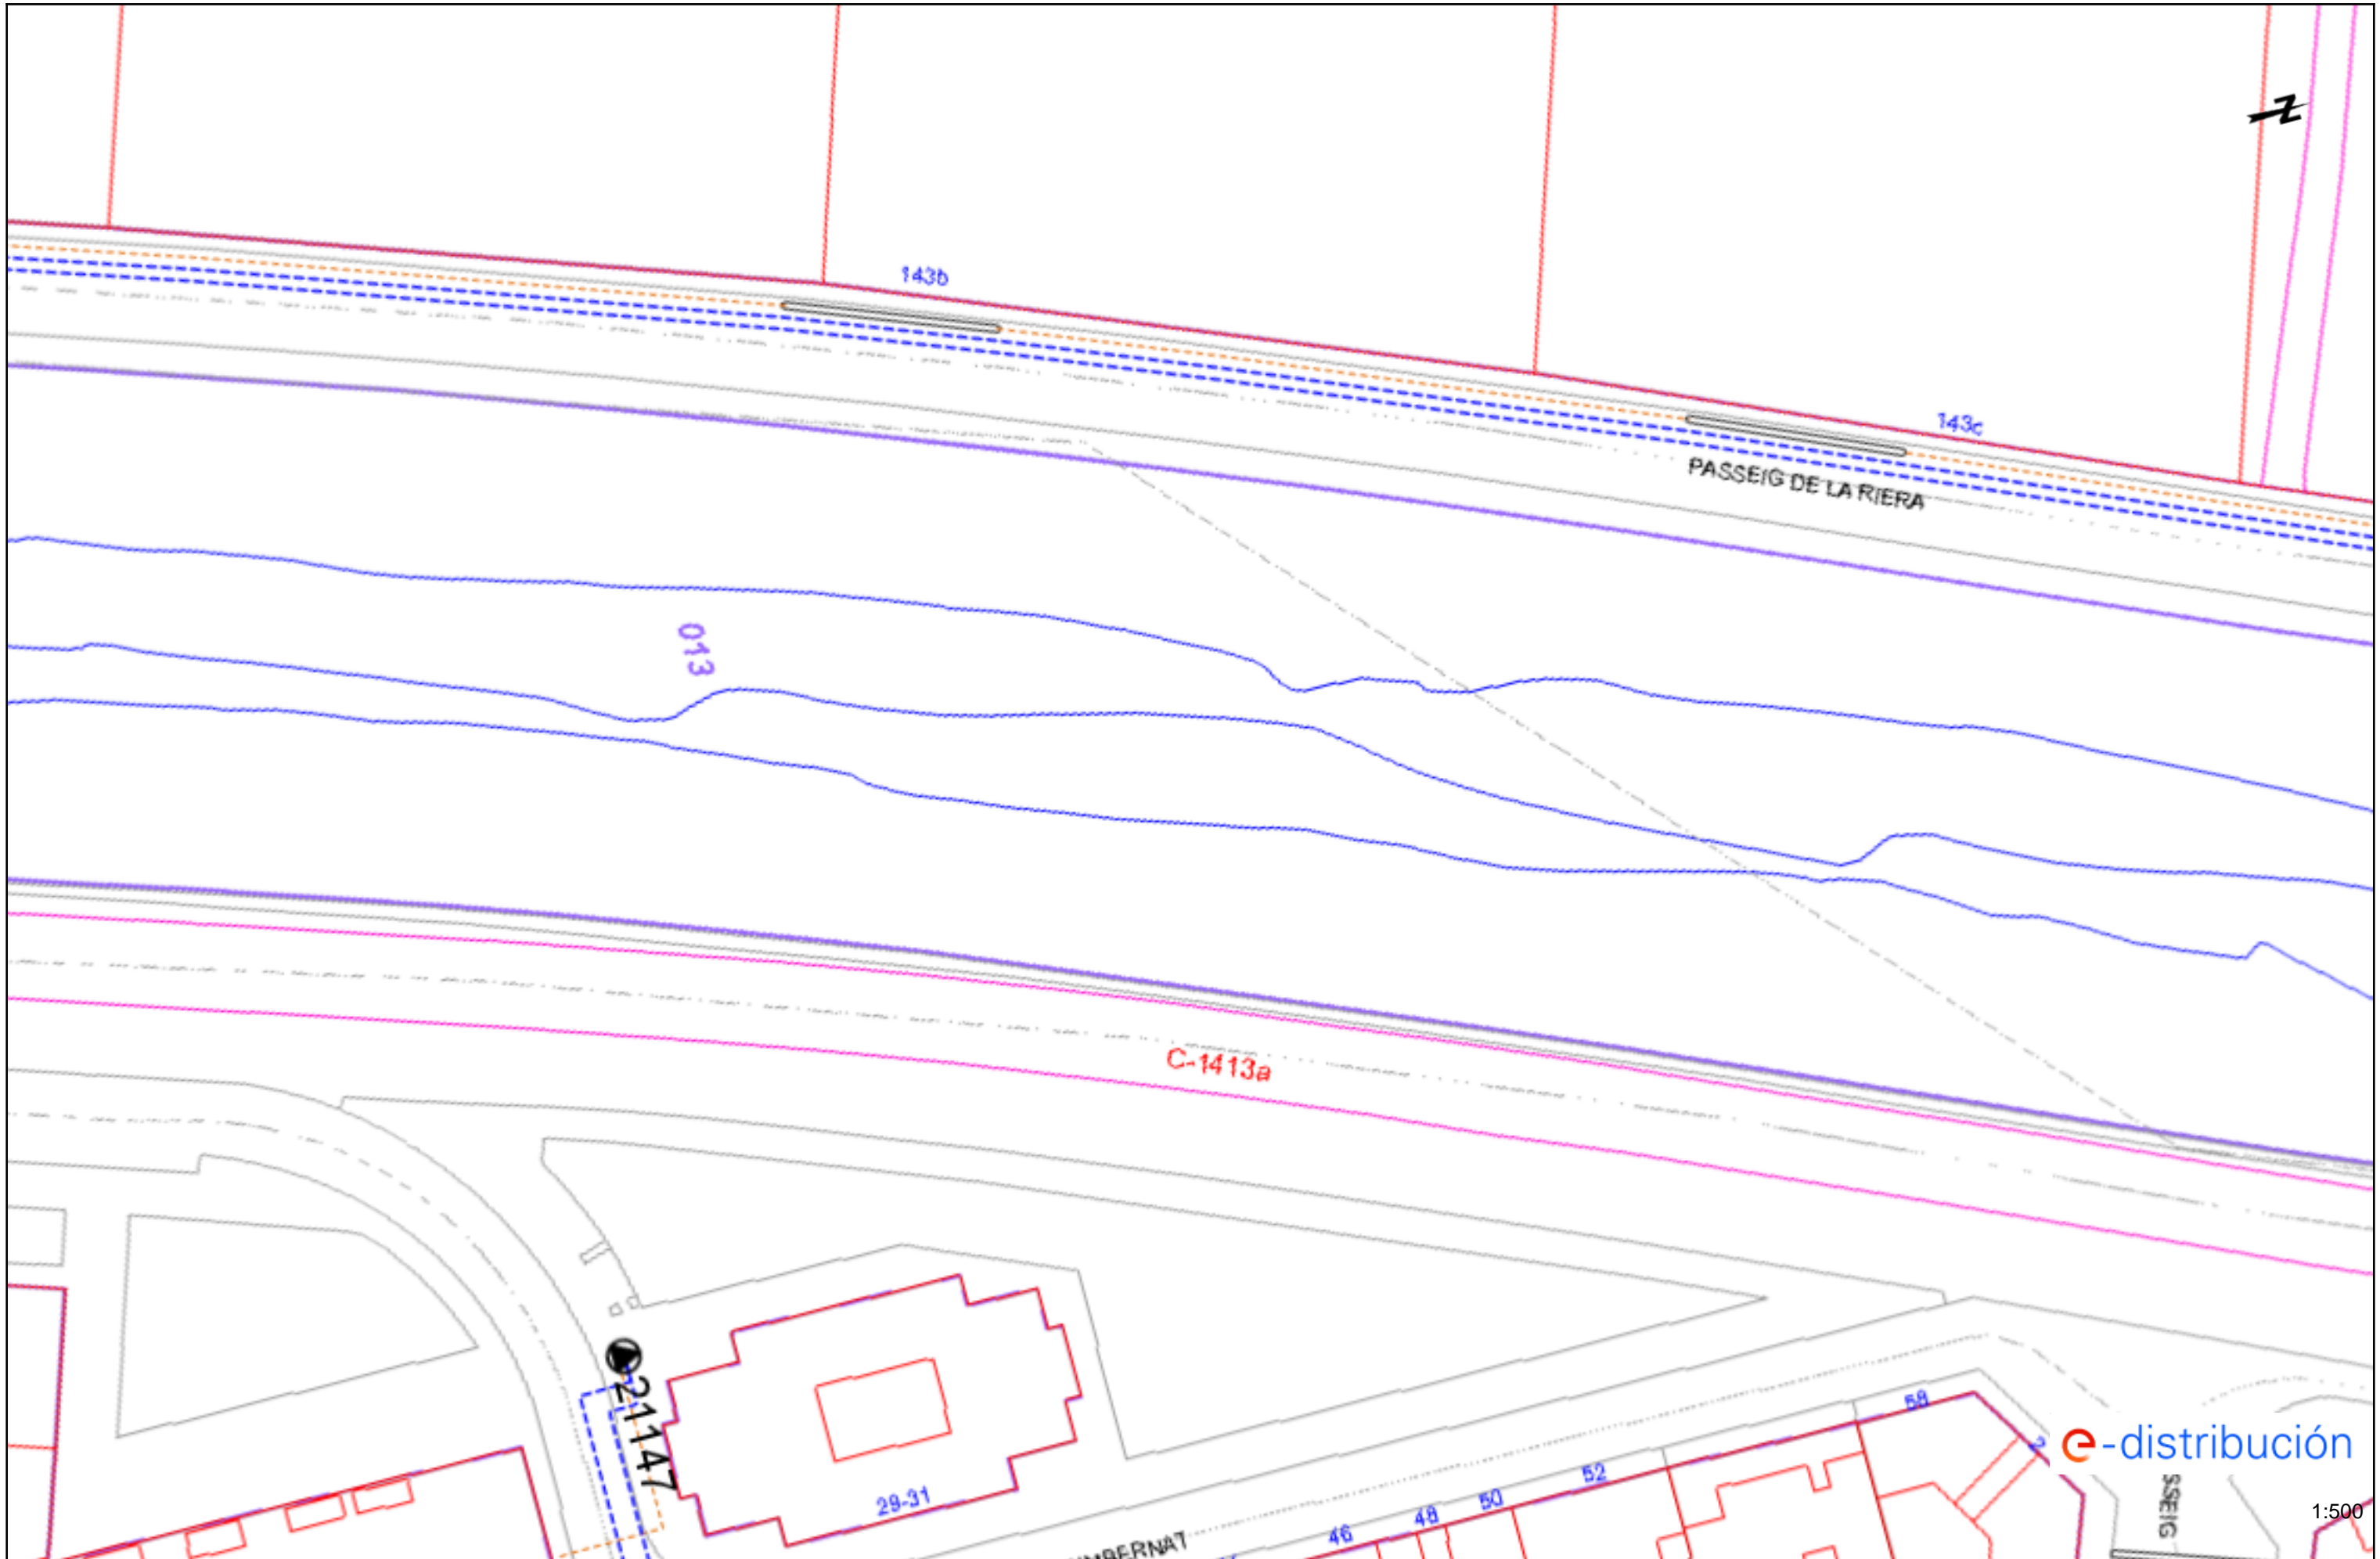 Z
143b
143c
PASSEIG DE LA RIERA
013
C-1413a
21147
29-31
46
48
50
52
58
2
e-distribución
1:500